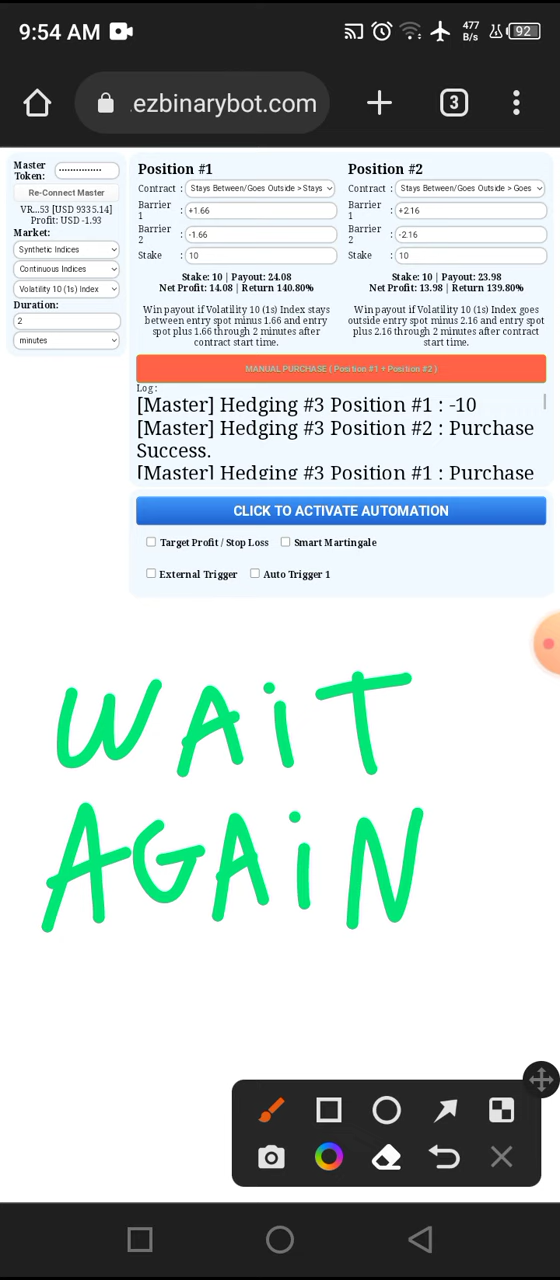 9:54 AM
477 B/s
92
.ezbinarybot.com
3
Master Token:
••••••••••••••
Re-Connect Master
VR...53 [USD 9335.14]
Profit: USD -1.93
Market:
Synthetic Indices
Continuous Indices
Volatility 10 (1s) Index
Duration:
2
minutes
Position #1
Contract : Stays Between/Goes Outside > Stays
Barrier 1 : +1.66
Barrier 2 : -1.66
Stake : 10
Stake: 10 | Payout: 24.08
Net Profit: 14.08 | Return 140.80%
Win payout if Volatility 10 (1s) Index stays
between entry spot minus 1.66 and entry
spot plus 1.66 through 2 minutes after
contract start time.
Position #2
Contract : Stays Between/Goes Outside > Goes
Barrier 1 : +2.16
Barrier 2 : -2.16
Stake : 10
Stake: 10 | Payout: 23.98
Net Profit: 13.98 | Return 139.80%
Win payout if Volatility 10 (1s) Index goes
outside entry spot minus 2.16 and entry
spot plus 2.16 through 2 minutes after
contract start time.
MANUAL PURCHASE ( Position #1 + Position #2 )
Log :
[Master] Hedging #3 Position #1 : -10
[Master] Hedging #3 Position #2 : Purchase
Success.
[Master] Hedging #3 Position #1 : Purchase
CLICK TO ACTIVATE AUTOMATION
Target Profit / Stop Loss
Smart Martingale
External Trigger
Auto Trigger 1
WAiT
AGAiN